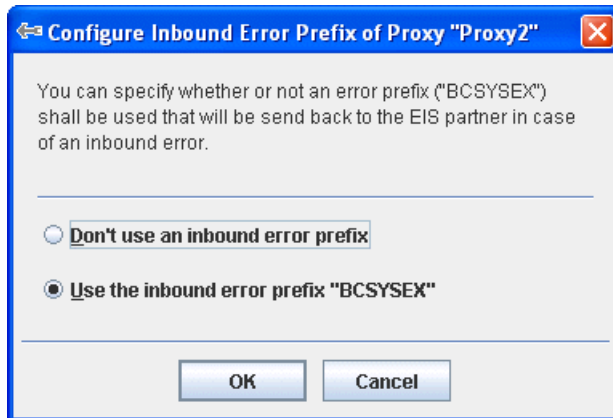 Configure Inbound Error Prefix of Proxy "Proxy2"
You can specify whether or not an error prefix ("BCSYSEX")
shall be used that will be send back to the EIS partner in case
of an inbound error.
Don't use an inbound error prefix
Use the inbound error prefix "BCSYSEX"
OK Cancel